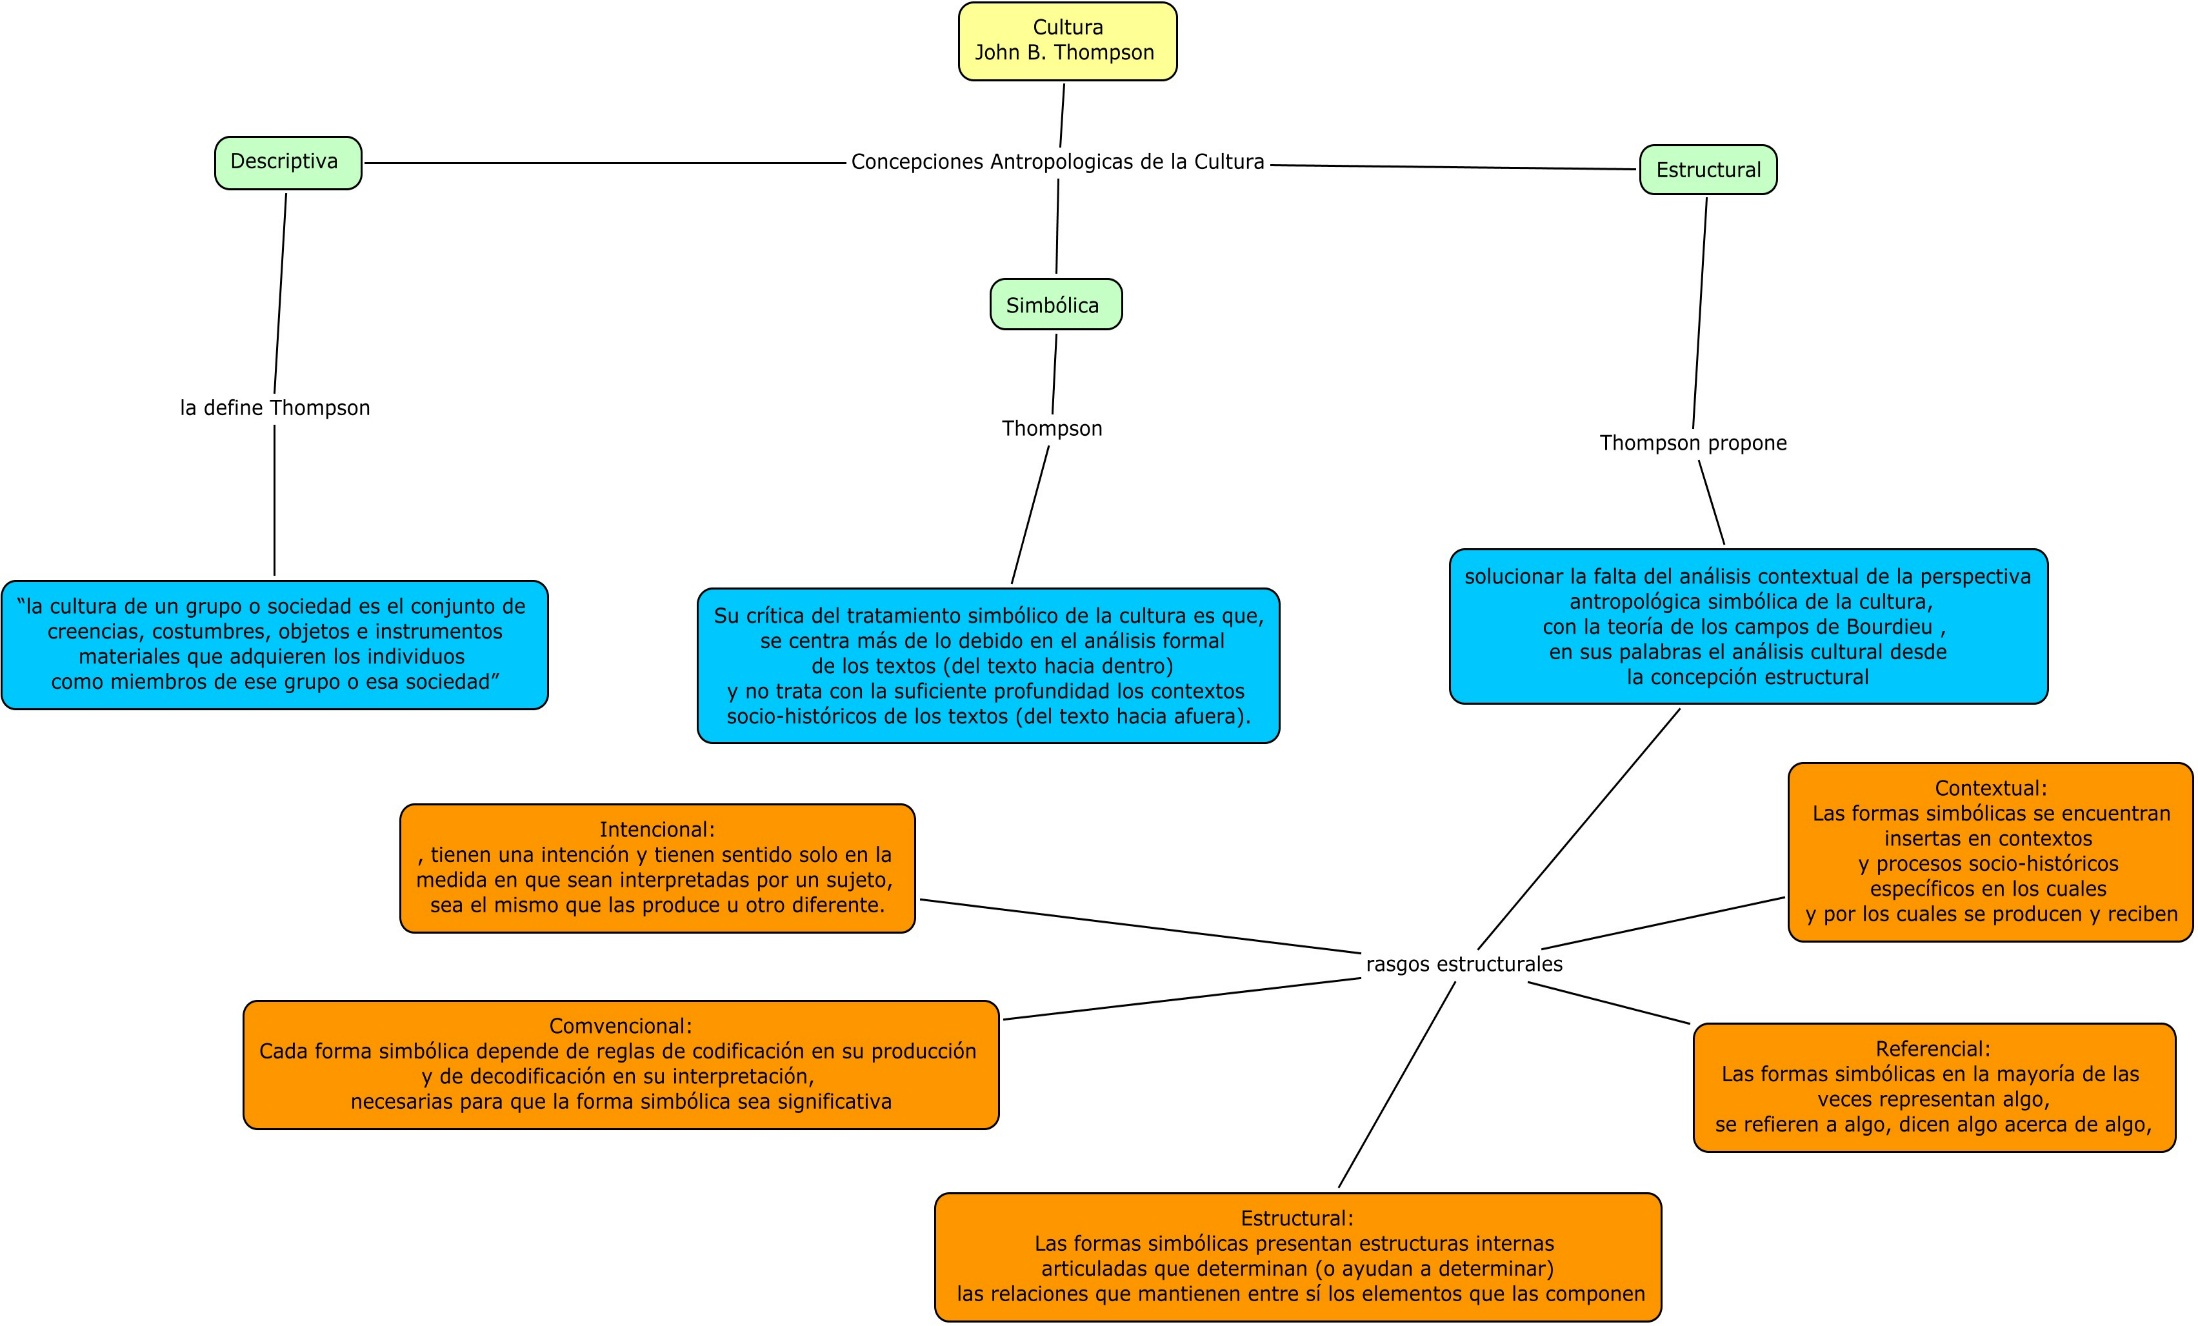 Cultura
John B. Thompson
Descriptiva
Concepciones Antropologicas de la Cultura
Estructural
Simbólica
la define Thompson
Thompson
Thompson propone
“la cultura de un grupo o sociedad es el conjunto de
creencias, costumbres, objetos e instrumentos
materiales que adquieren los individuos
como miembros de ese grupo o esa sociedad”
Su crítica del tratamiento simbólico de la cultura es que,
se centra más de lo debido en el análisis formal
de los textos (del texto hacia dentro)
y no trata con la suficiente profundidad los contextos
socio-históricos de los textos (del texto hacia afuera).
solucionar la falta del análisis contextual de la perspectiva
antropológica simbólica de la cultura,
con la teoría de los campos de Bourdieu ,
en sus palabras el análisis cultural desde
la concepción estructural
Intencional:
, tienen una intención y tienen sentido solo en la
medida en que sean interpretadas por un sujeto,
sea el mismo que las produce u otro diferente.
Contextual:
Las formas simbólicas se encuentran
insertas en contextos
y procesos socio-históricos
específicos en los cuales
y por los cuales se producen y reciben
rasgos estructurales
Comvencional:
Cada forma simbólica depende de reglas de codificación en su producción
y de decodificación en su interpretación,
necesarias para que la forma simbólica sea significativa
Referencial:
Las formas simbólicas en la mayoría de las
veces representan algo,
se refieren a algo, dicen algo acerca de algo,
Estructural:
Las formas simbólicas presentan estructuras internas
articuladas que determinan (o ayudan a determinar)
las relaciones que mantienen entre sí los elementos que las componen